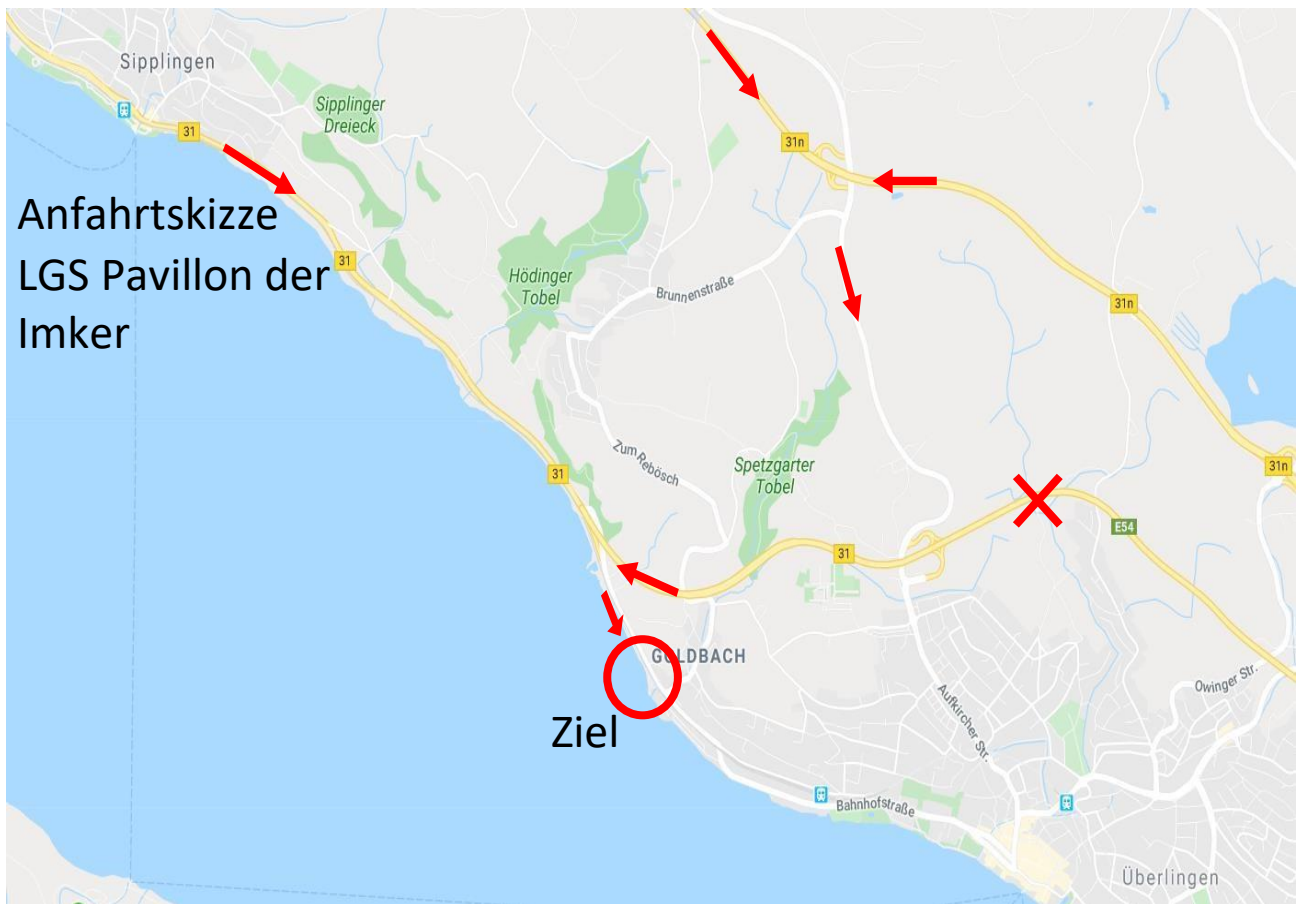 Sipplingen
31
Sipplinger
Dreieck
31n
Anfahrtskizze
LGS Pavillon der
Imker
31
Hödinger
Tobel
Brunnenstraße
31n
Zum Rebösch
31
Spetzgarter
Tobel
31n
E54
31
GOLDBACH
Ziel
Owinger Str.
Aufkircher Str.
Bahnhofstraße
Überlingen